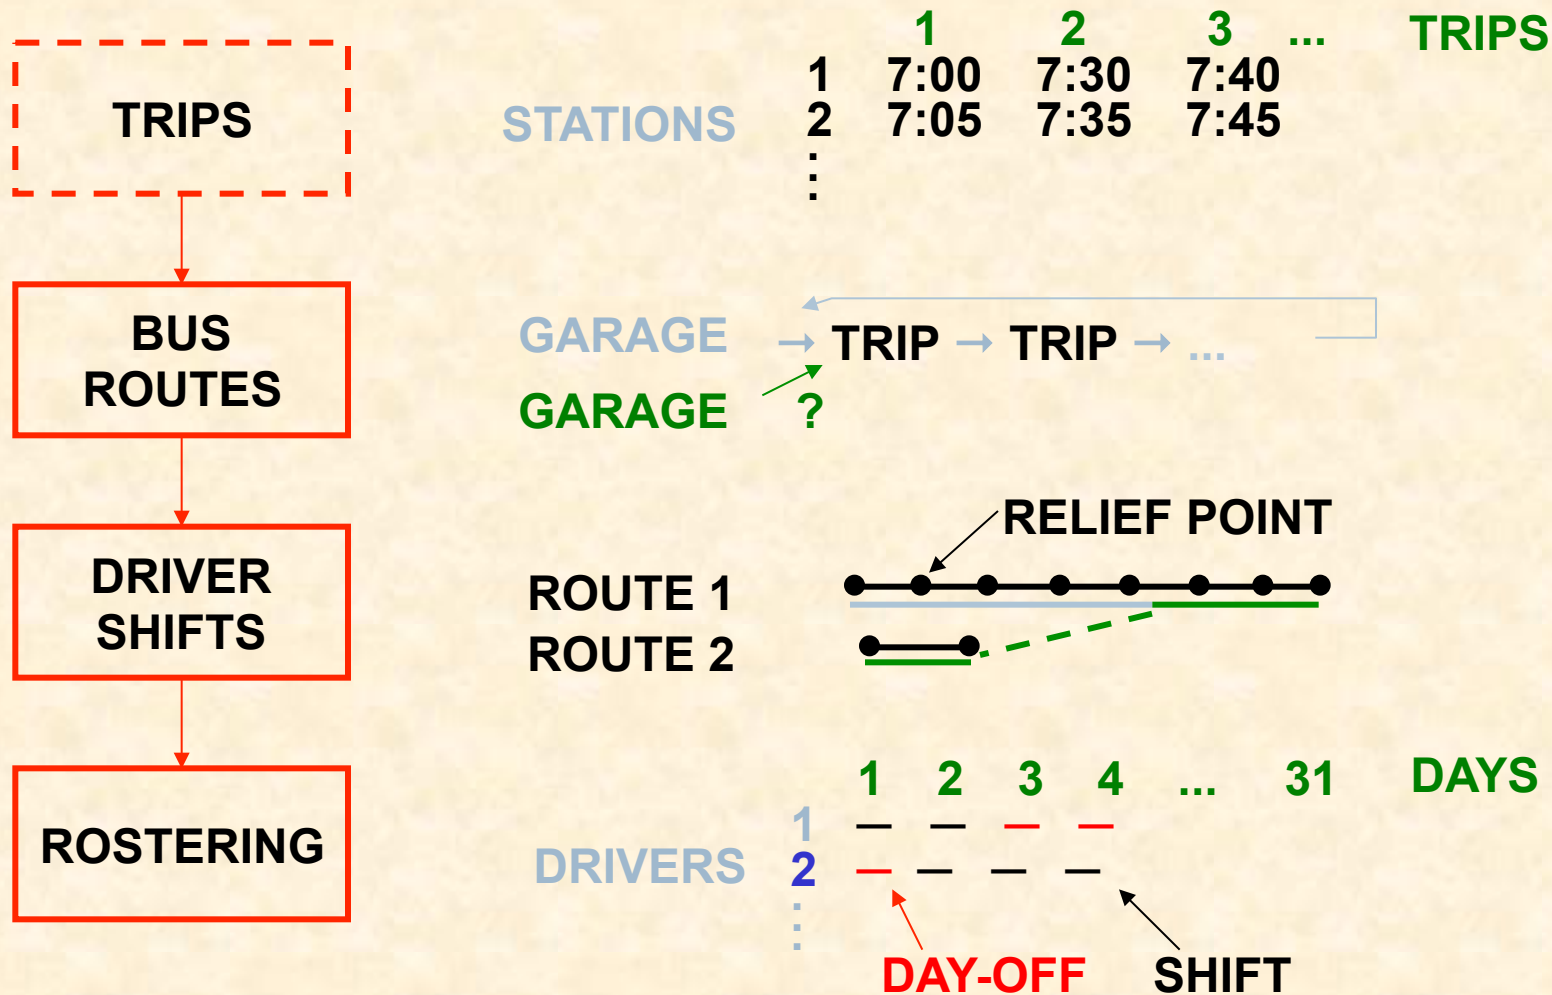 1 2 3 ... TRIPS
1 7:00 7:30 7:40
TRIPS
STATIONS 2 7:05 7:35 7:45
:
BUS
ROUTES
GARAGE → TRIP → TRIP → ...
GARAGE ?
RELIEF POINT
DRIVER
SHIFTS
ROUTE 1
ROUTE 2
1 2 3 4 ... 31 DAYS
ROSTERING
1
DRIVERS 2
:
DAY-OFF SHIFT